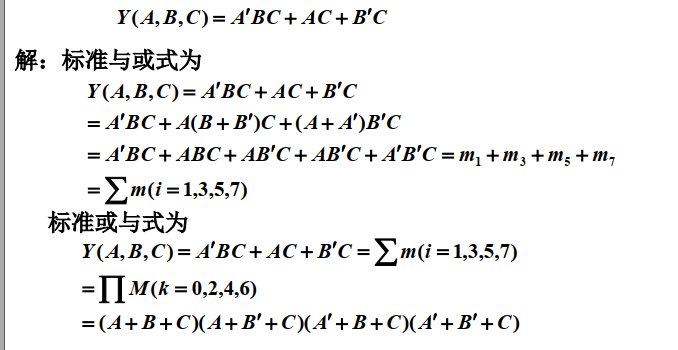 Y(A,B,C) = A′BC + AC + B′C
解：标准与或式为
Y(A,B,C) = A′BC + AC + B′C
= A′BC + A(B + B′)C + (A + A′)B′C
= A′BC + ABC + AB′C + AB′C + A′B′C = m₁ + m₃ + m₅ + m₇
= ∑m(i = 1,3,5,7)
标准或与式为
Y(A,B,C) = A′BC + AC + B′C = ∑m(i = 1,3,5,7)
= ∏M(k = 0,2,4,6)
= (A + B + C)(A + B′ + C)(A′ + B + C)(A′ + B′ + C)